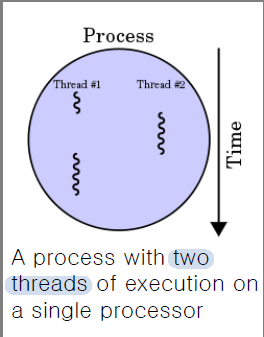 Process
Thread #1
Thread #2
Time
A process with two
threads of execution on
a single processor